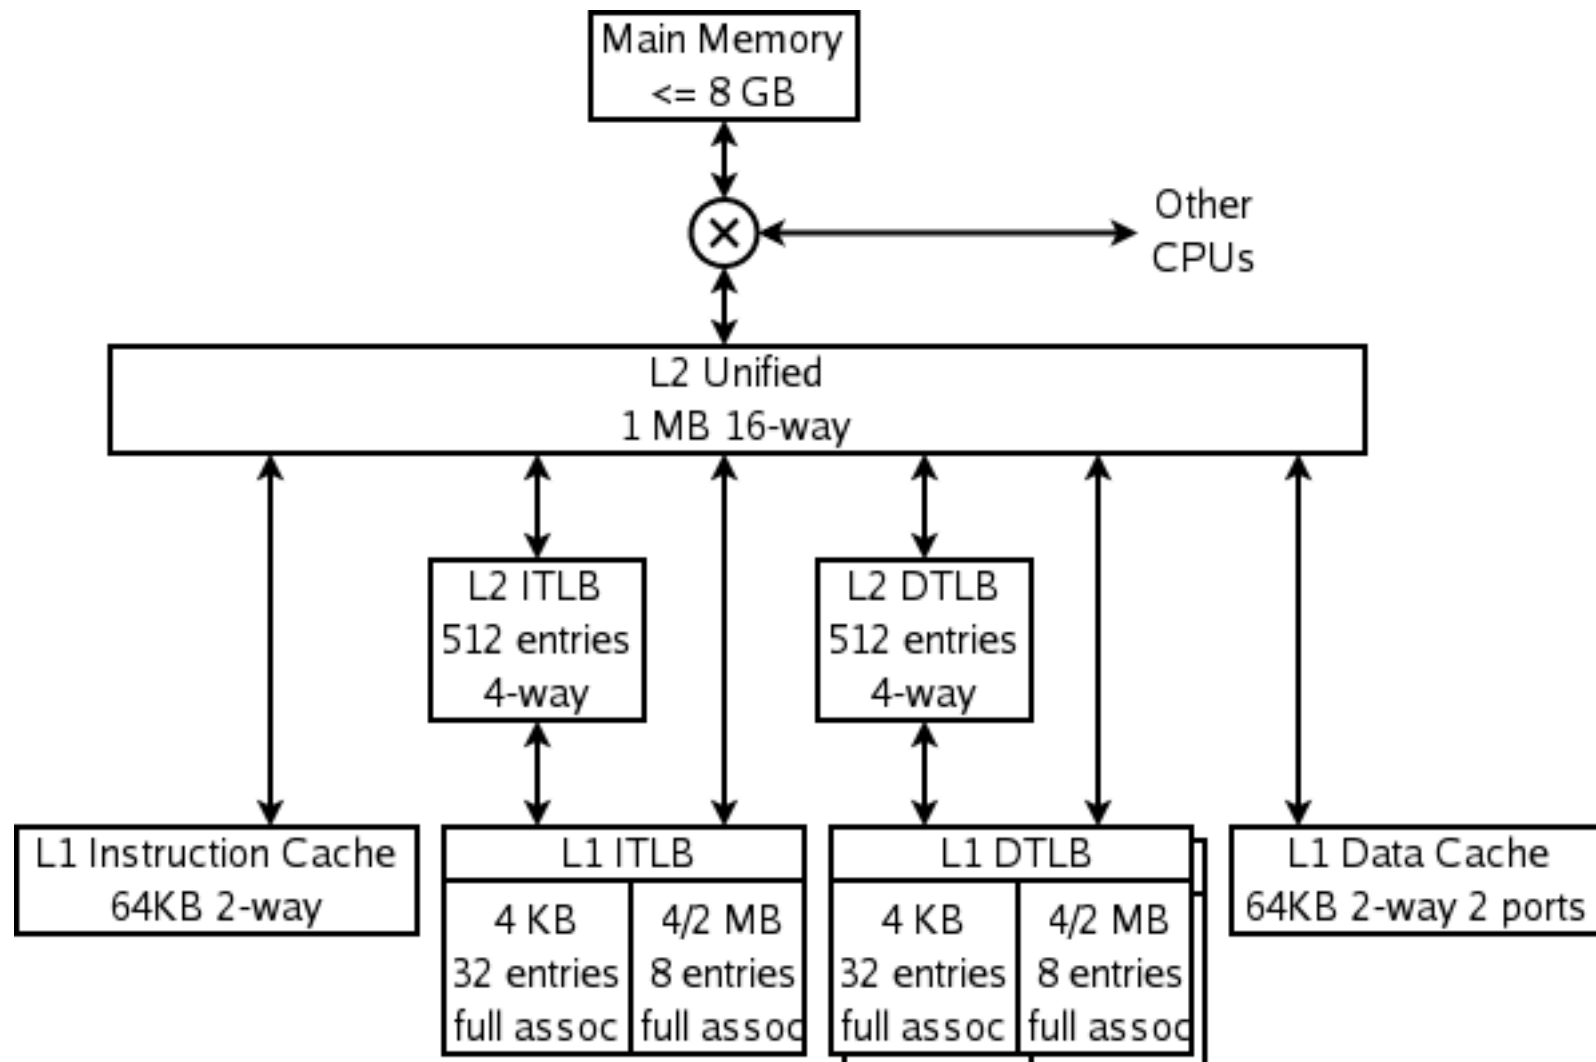 Main Memory
<= 8 GB
Other
CPUs
L2 Unified
1 MB 16-way
L2 ITLB
512 entries
4-way
L2 DTLB
512 entries
4-way
L1 Instruction Cache
64KB 2-way
L1 ITLB
4 KB
32 entries
full assoc
4/2 MB
8 entries
full assoc
L1 DTLB
4 KB
32 entries
full assoc
4/2 MB
8 entries
full assoc
L1 Data Cache
64KB 2-way 2 ports